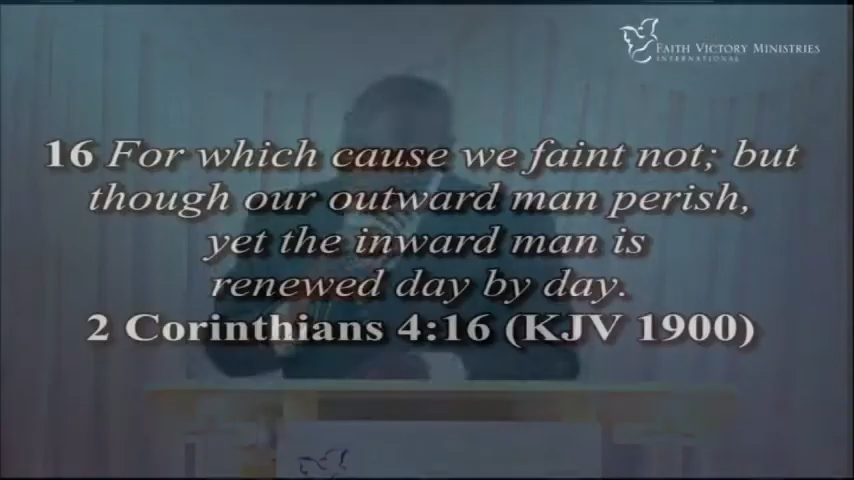 FAITH VICTORY MINISTRIES
INTERNATIONAL
16 For which cause we faint not; but
though our outward man perish,
yet the inward man is
renewed day by day.
2 Corinthians 4:16 (KJV 1900)